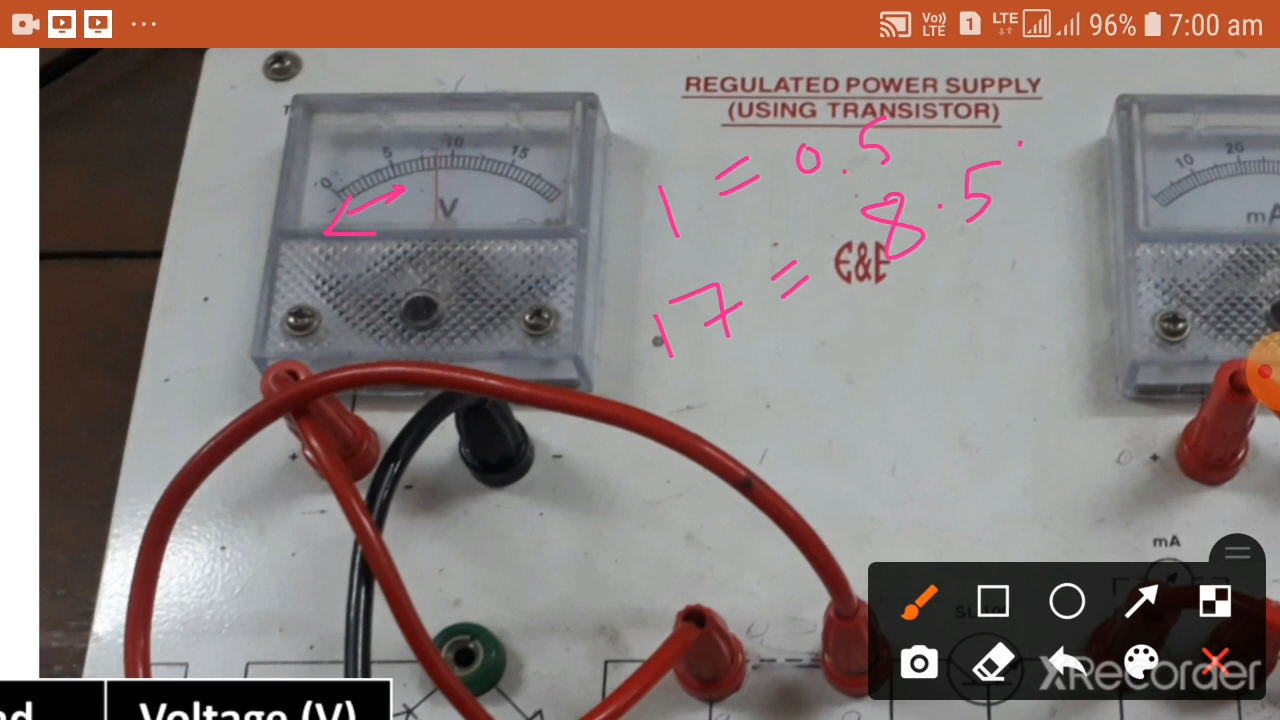 Vo)) LTE 1 LTE 96% 7:00 am
REGULATED POWER SUPPLY
(USING TRANSISTOR)
0 5 10 15
V
10 20
mA
1 = 0.5
17 = 8.5
E&E
+ -
-
+
mA
XRecorder
Voltage (V)